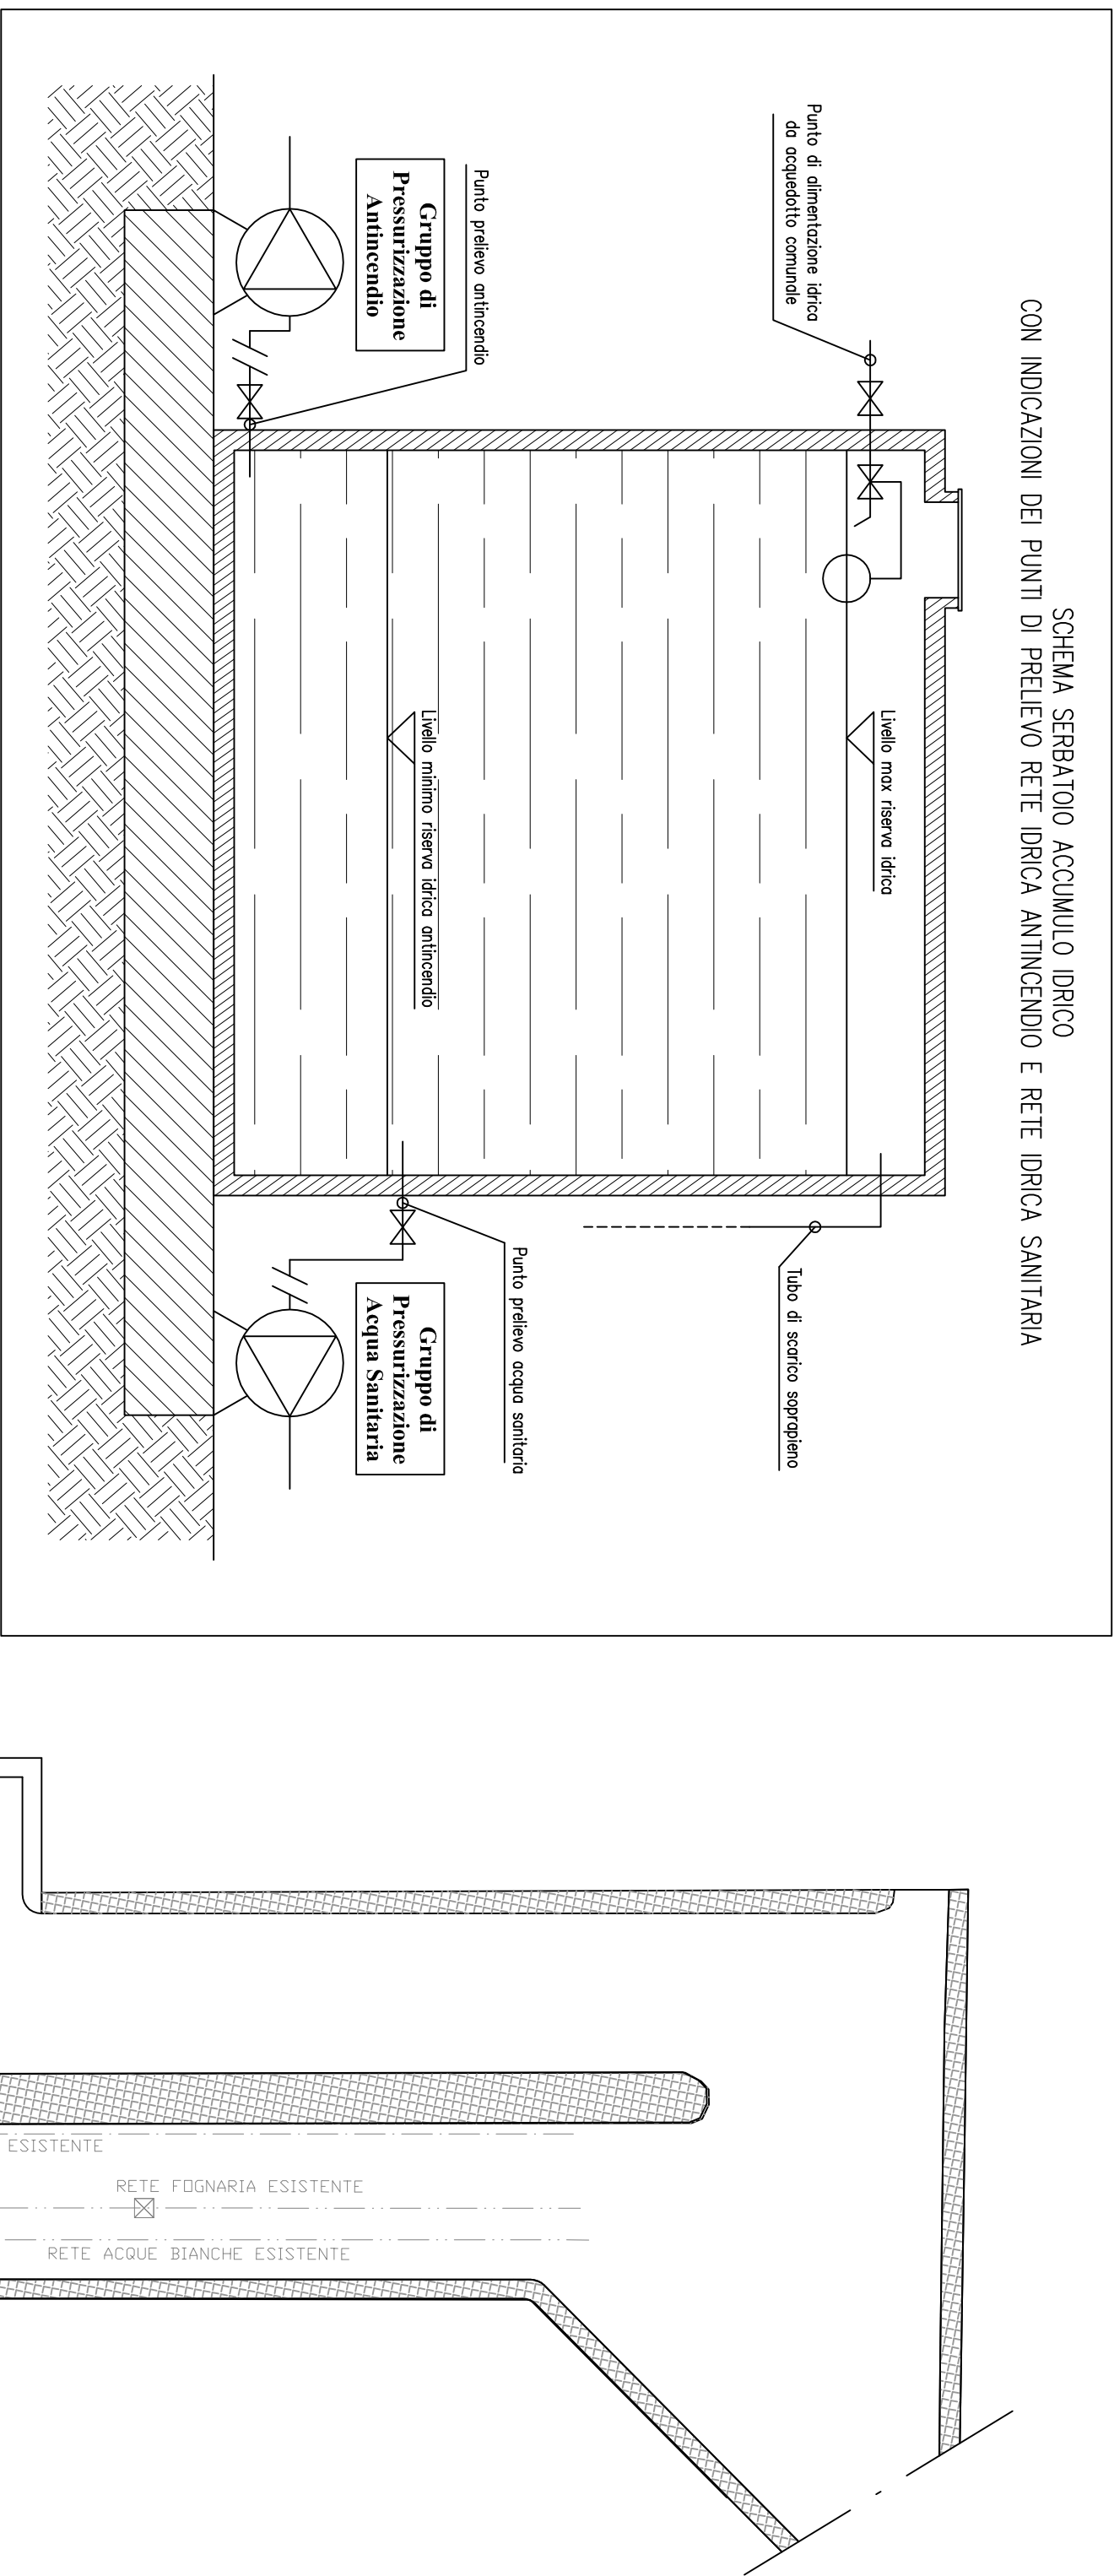 SCHEMA SERBATOIO ACCUMULO IDRICO
CON INDICAZIONI DEI PUNTI DI PRELIEVO RETE IDRICA ANTINCENDIO E RETE IDRICA SANITARIA
Punto di alimentazione idrica
da acquedotto comunale
Livello max riserva idrica
Tubo di scarico soprapieno
Punto prelievo antincendio
Gruppo di
Pressurizzazione
Antincendio
Livello minimo riserva idrica antincendio
Punto prelievo acqua sanitaria
Gruppo di
Pressurizzazione
Acqua Sanitaria
ESISTENTE
RETE FOGNARIA ESISTENTE
RETE ACQUE BIANCHE ESISTENTE